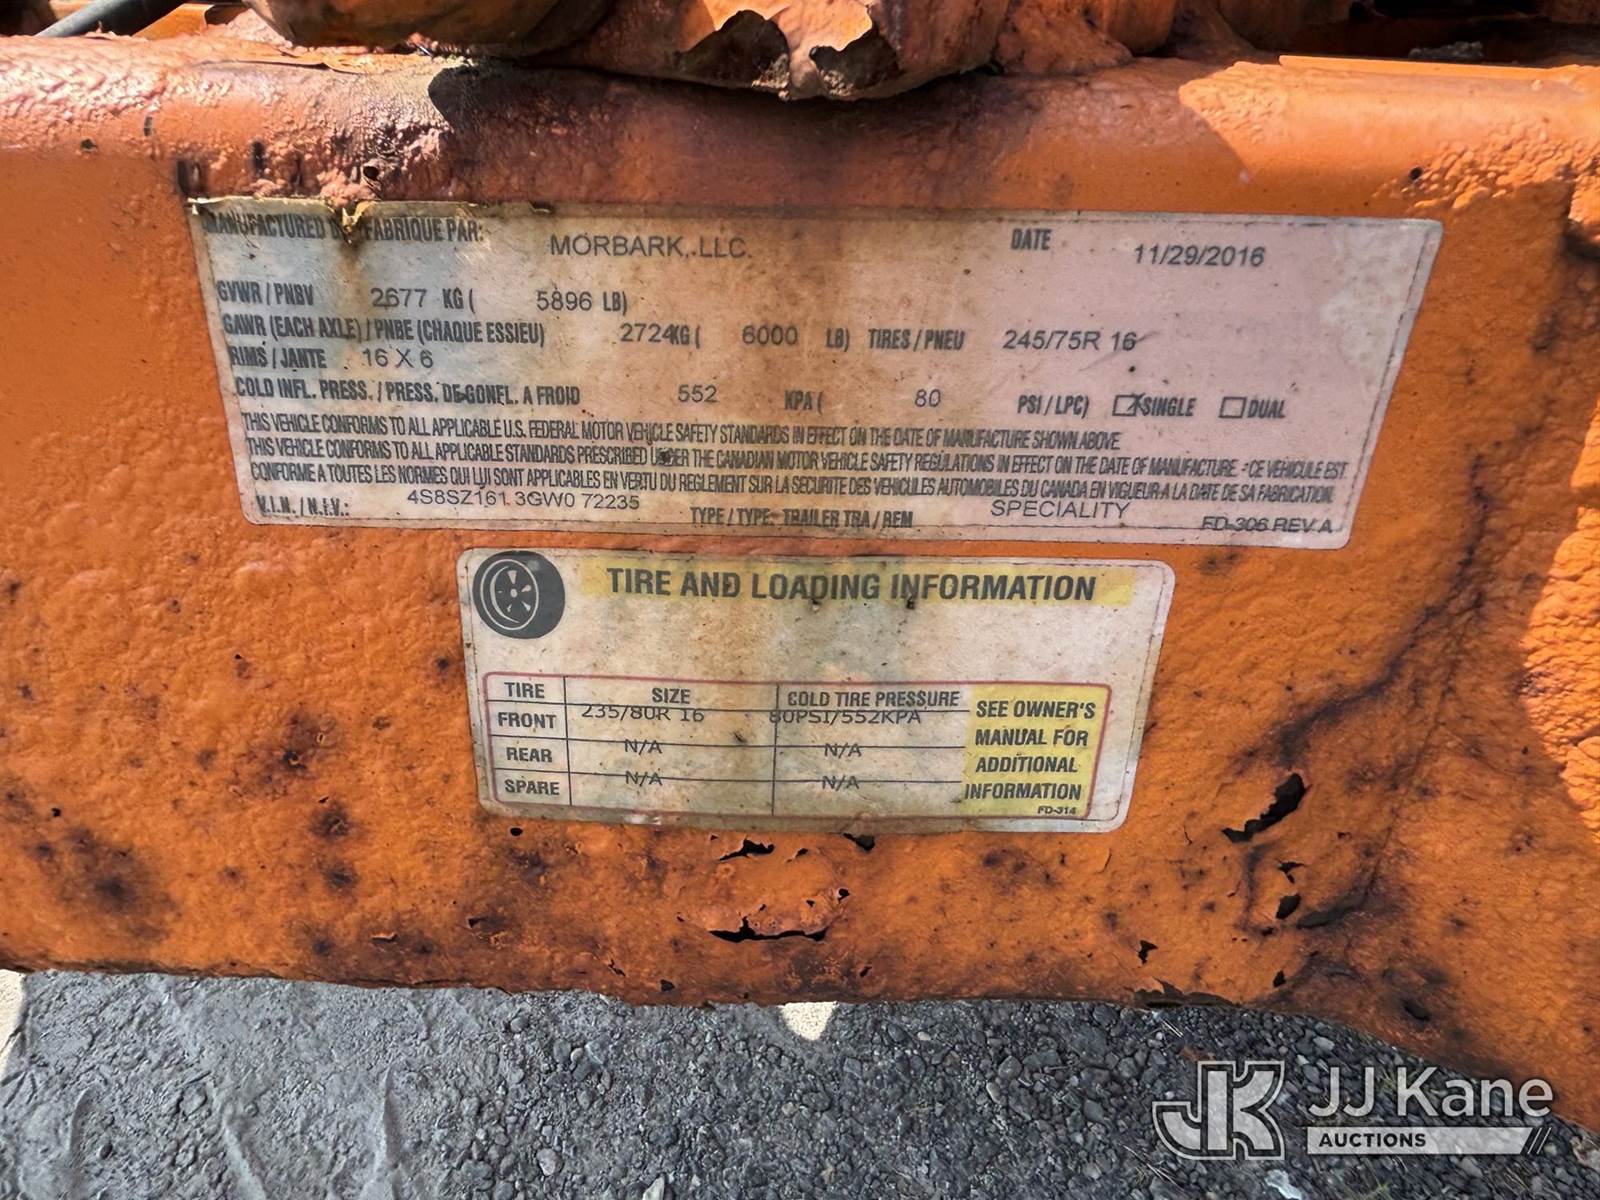 MANUFACTURED BY / FABRIQUE PAR: MORBARK, LLC. DATE 11/29/2016
GVWR / PNBV 2677 KG ( 5896 LB)
GAWR (EACH AXLE) / PNBE (CHAQUE ESSIEU) 2724 KG ( 6000 LB) TIRES / PNEU 245/75R 16
RIMS / JANTE 16 X 6
COLD INFL. PRESS. / PRESS. DE GONFL. A FROID 552 KPA ( 80 PSI / LPC) SINGLE DUAL
THIS VEHICLE CONFORMS TO ALL APPLICABLE U.S. FEDERAL MOTOR VEHICLE SAFETY STANDARDS IN EFFECT ON THE DATE OF MANUFACTURE SHOWN ABOVE.
THIS VEHICLE CONFORMS TO ALL APPLICABLE STANDARDS PRESCRIBED UNDER THE CANADIAN MOTOR VEHICLE SAFETY REGULATIONS IN EFFECT ON THE DATE OF MANUFACTURE - CE VEHICULE EST
CONFORME A TOUTES LES NORMES QUI LUI SONT APPLICABLES EN VERTU DU REGLEMENT SUR LA SECURITE DES VEHICULES AUTOMOBILES DU CANADA EN VIGUEUR A LA DATE DE SA FABRICATION.
V.I.N. / N.I.V.: 4S8SZ161 3GW0 72235 TYPE / TYPE: TRAILER TRA / REM SPECIALITY FD-306 REV A
TIRE AND LOADING INFORMATION
TIRE SIZE COLD TIRE PRESSURE
FRONT 235/80R 16 80PSI/552KPA
REAR N/A N/A
SPARE N/A N/A
SEE OWNER'S
MANUAL FOR
ADDITIONAL
INFORMATION
FD-314
JK JJ Kane
AUCTIONS